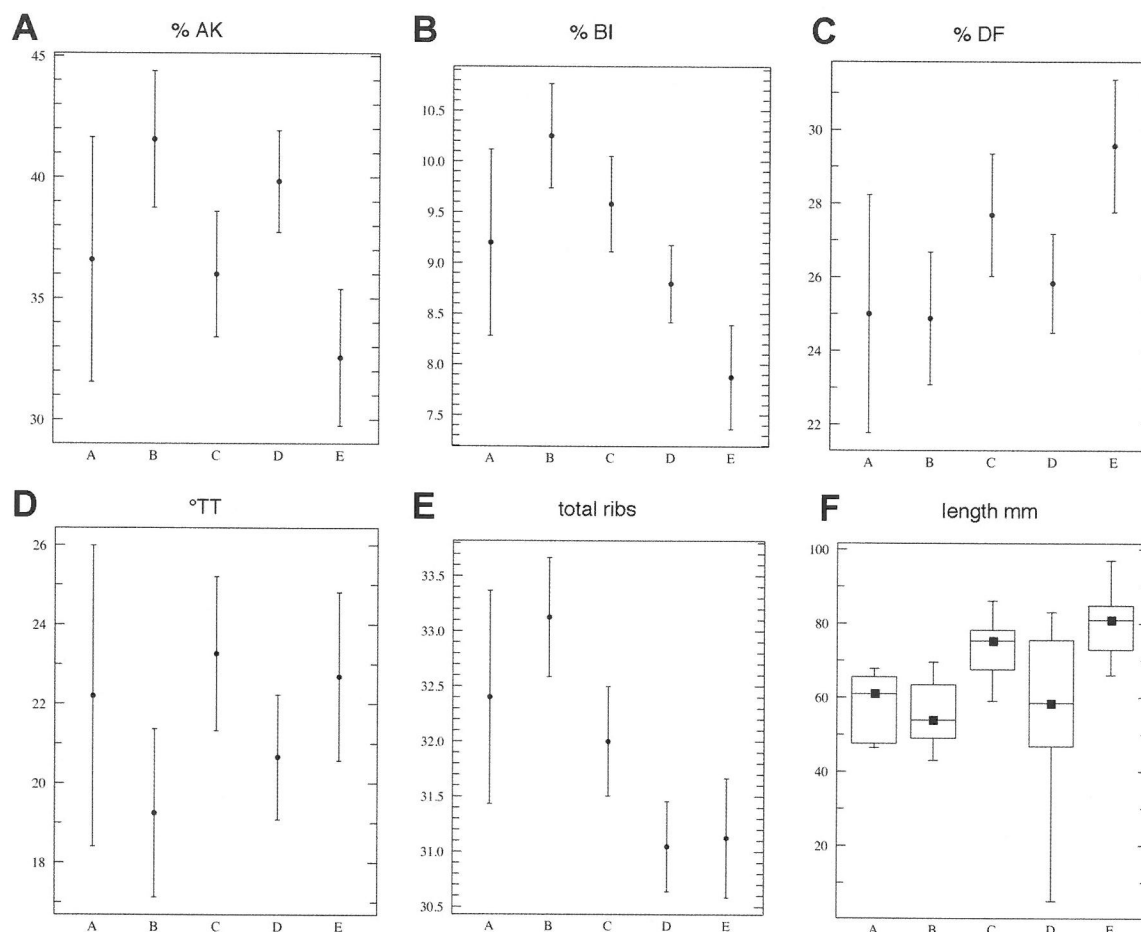 A % AK
45
40
35
30
A B C D E
B % BI
10.5
10.0
9.5
9.0
8.5
8.0
7.5
A B C D E
C % DF
30
28
26
24
22
A B C D E
D °TT
26
24
22
20
18
A B C D E
E total ribs
33.5
33.0
32.5
32.0
31.5
31.0
30.5
A B C D E
F length mm
100
80
60
40
20
A B C D E